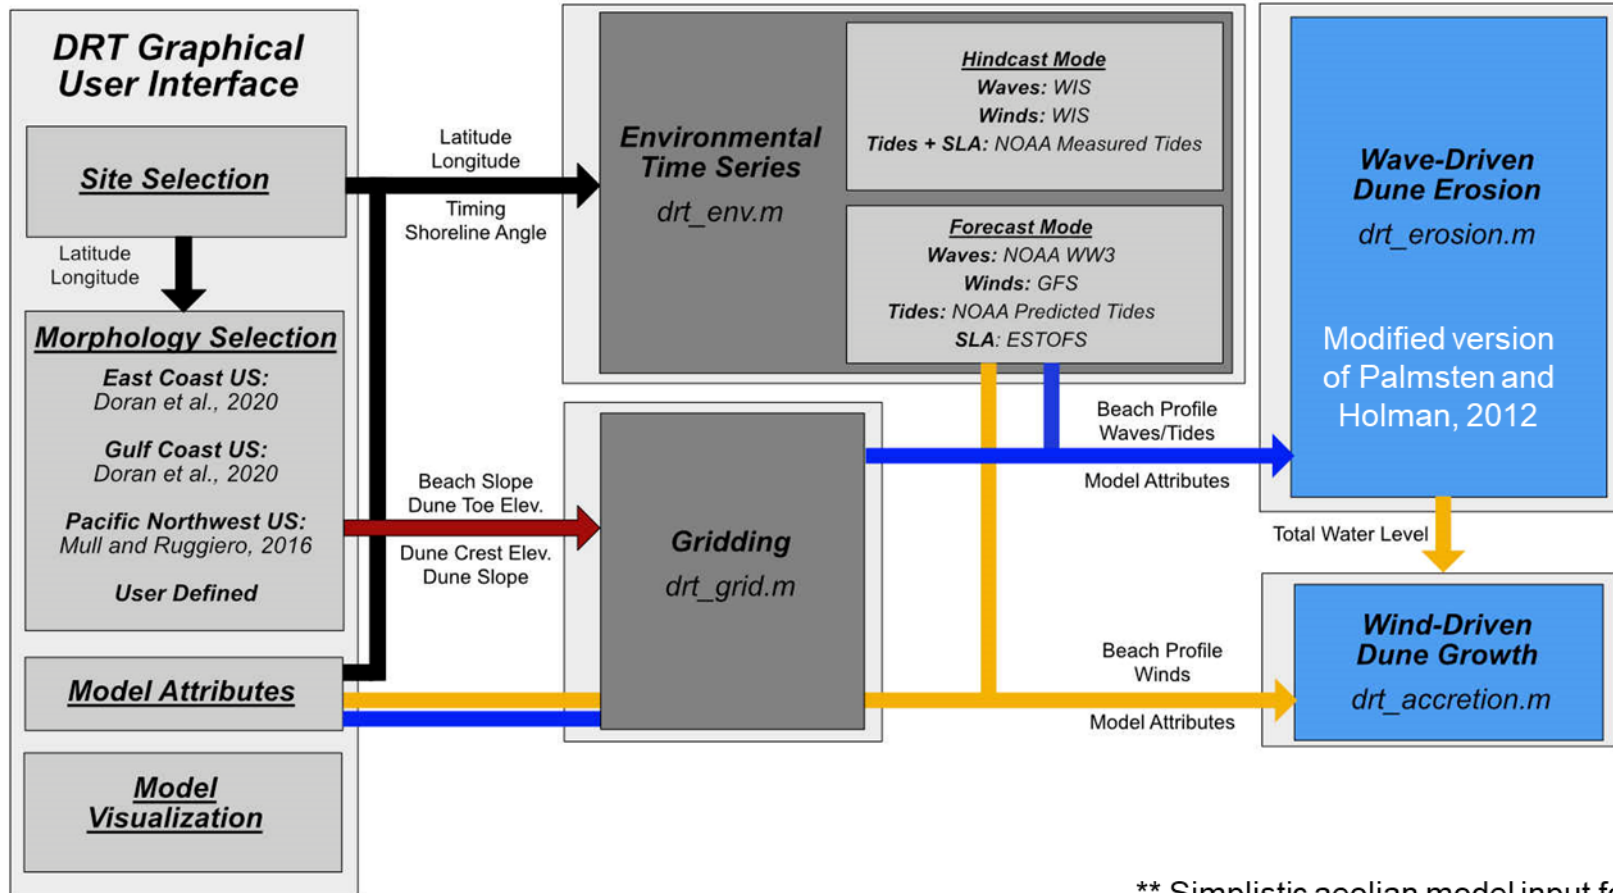 DRT Graphical
User Interface
Site Selection
Latitude
Longitude
Morphology Selection
East Coast US:
Doran et al., 2020
Gulf Coast US:
Doran et al., 2020
Pacific Northwest US:
Mull and Ruggiero, 2016
User Defined
Model Attributes
Model
Visualization
Latitude
Longitude
Timing
Shoreline Angle
Beach Slope
Dune Toe Elev.
Dune Crest Elev.
Dune Slope
Environmental
Time Series
drt_env.m
Hindcast Mode
Waves: WIS
Winds: WIS
Tides + SLA: NOAA Measured Tides
Forecast Mode
Waves: NOAA WW3
Winds: GFS
Tides: NOAA Predicted Tides
SLA: ESTOFS
Gridding
drt_grid.m
Beach Profile
Waves/Tides
Model Attributes
Beach Profile
Winds
Model Attributes
Wave-Driven
Dune Erosion
drt_erosion.m
Modified version
of Palmsten and
Holman, 2012
Total Water Level
Wind-Driven
Dune Growth
drt_accretion.m
** Simplistic aeolian model input